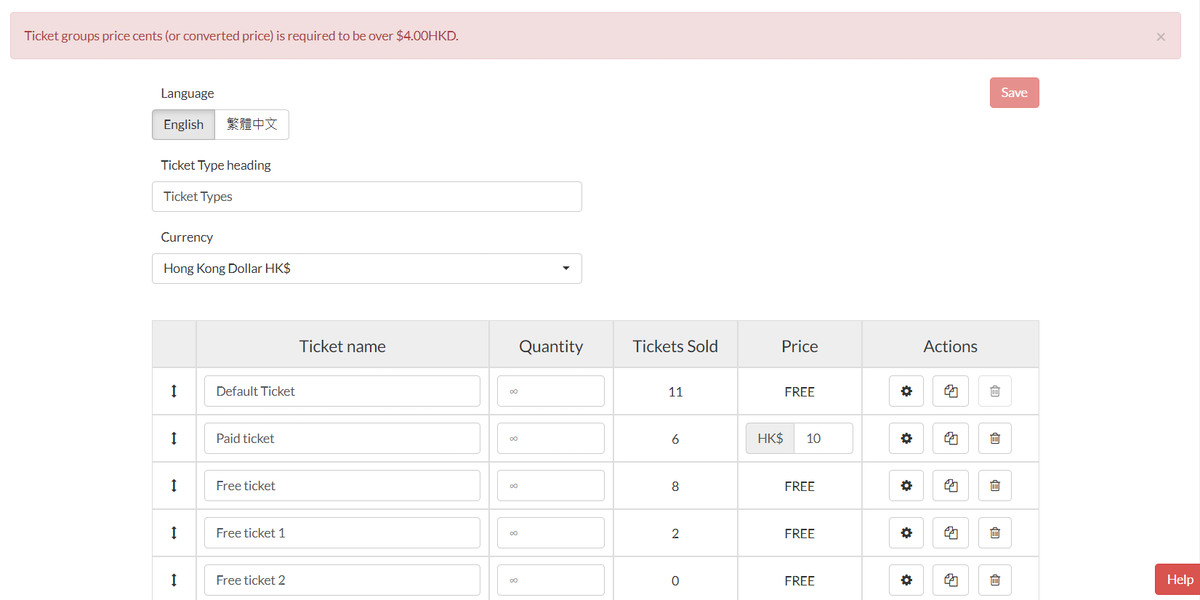 Ticket groups price cents (or converted price) is required to be over $4.00HKD.
×
Language
Save
English 繁體中文
Ticket Type heading
Ticket Types
Currency
Hong Kong Dollar HK$
Ticket name Quantity Tickets Sold Price Actions
Default Ticket ∞ 11 FREE
Paid ticket ∞ 6 HK$ 10
Free ticket ∞ 8 FREE
Free ticket 1 ∞ 2 FREE
Free ticket 2 ∞ 0 FREE
Help